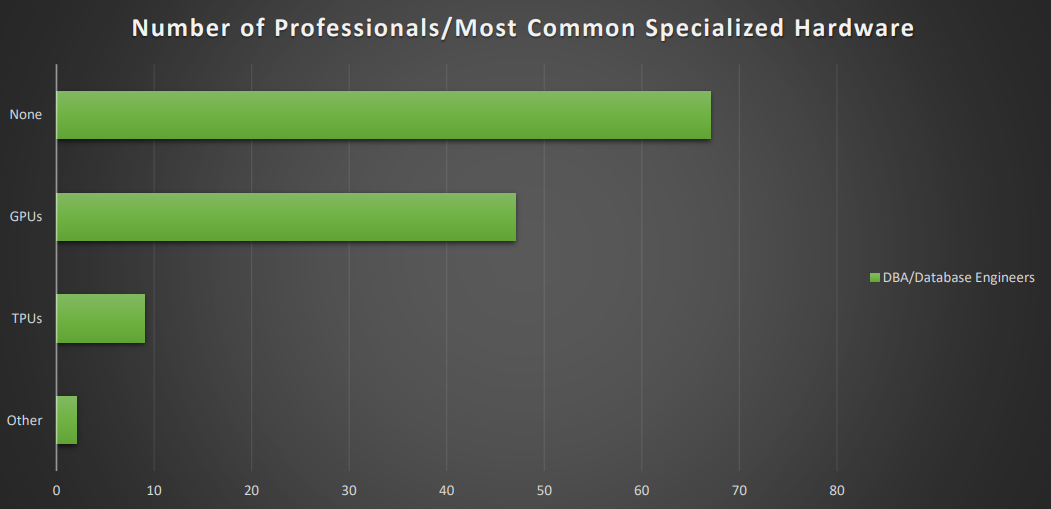 Number of Professionals/Most Common Specialized Hardware
None
GPUs
TPUs
Other
DBA/Database Engineers
0 10 20 30 40 50 60 70 80